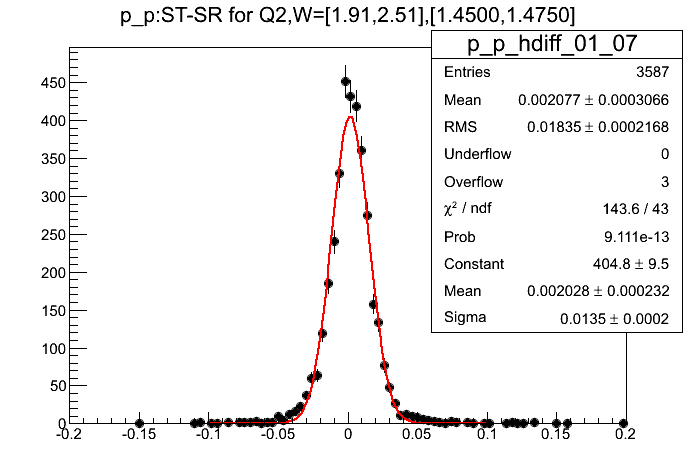 p_p:ST-SR for Q2,W=[1.91,2.51],[1.4500,1.4750]
p_p_hdiff_01_07
Entries 3587
Mean 0.002077 ± 0.0003066
RMS 0.01835 ± 0.0002168
Underflow 0
Overflow 3
χ² / ndf 143.6 / 43
Prob 9.111e-13
Constant 404.8 ± 9.5
Mean 0.002028 ± 0.000232
Sigma 0.0135 ± 0.0002
450
400
350
300
250
200
150
100
50
0
-0.2 -0.15 -0.1 -0.05 0 0.05 0.1 0.15 0.2